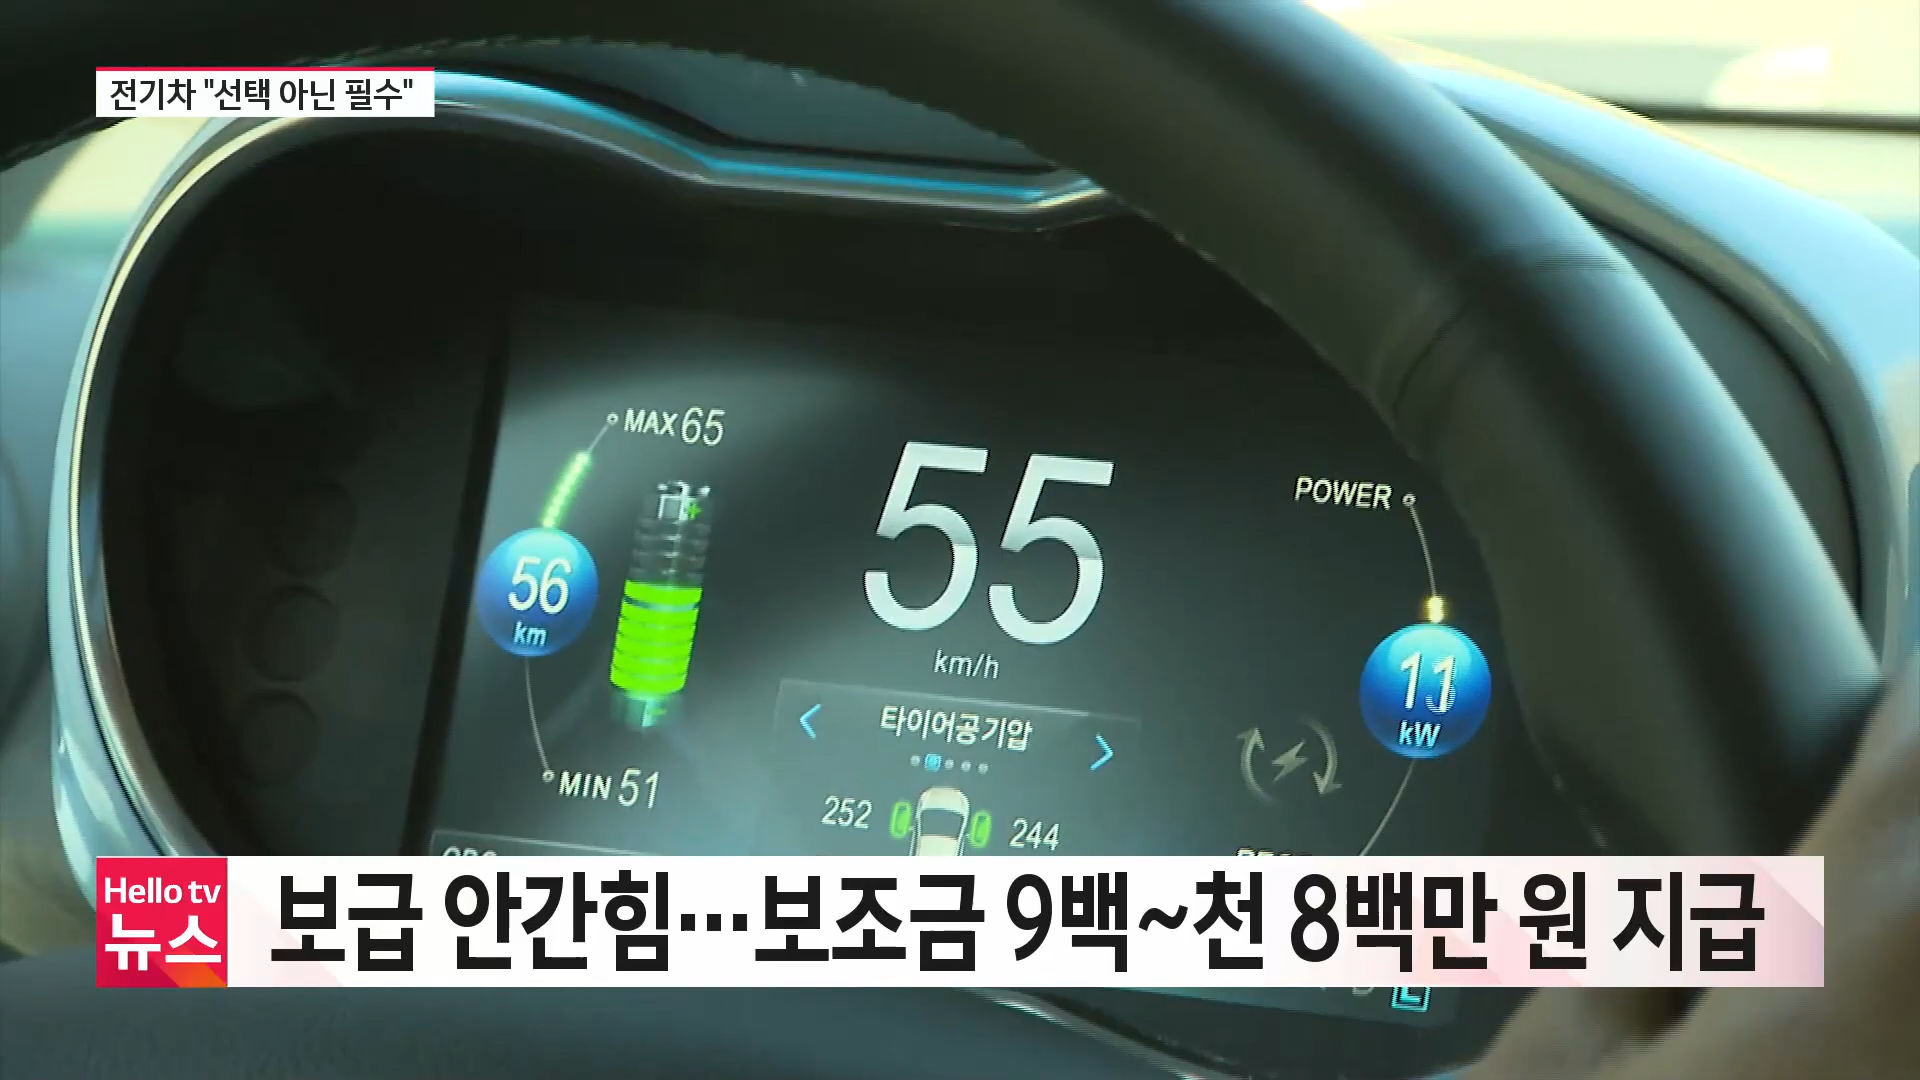 전기차 "선택 아닌 필수"
MAX 65
55
POWER
56
km
km/h
kW
타이어공기압
MIN 51
252
244
Hello tv
뉴스
보급 안간힘…보조금 9백~천 8백만 원 지급